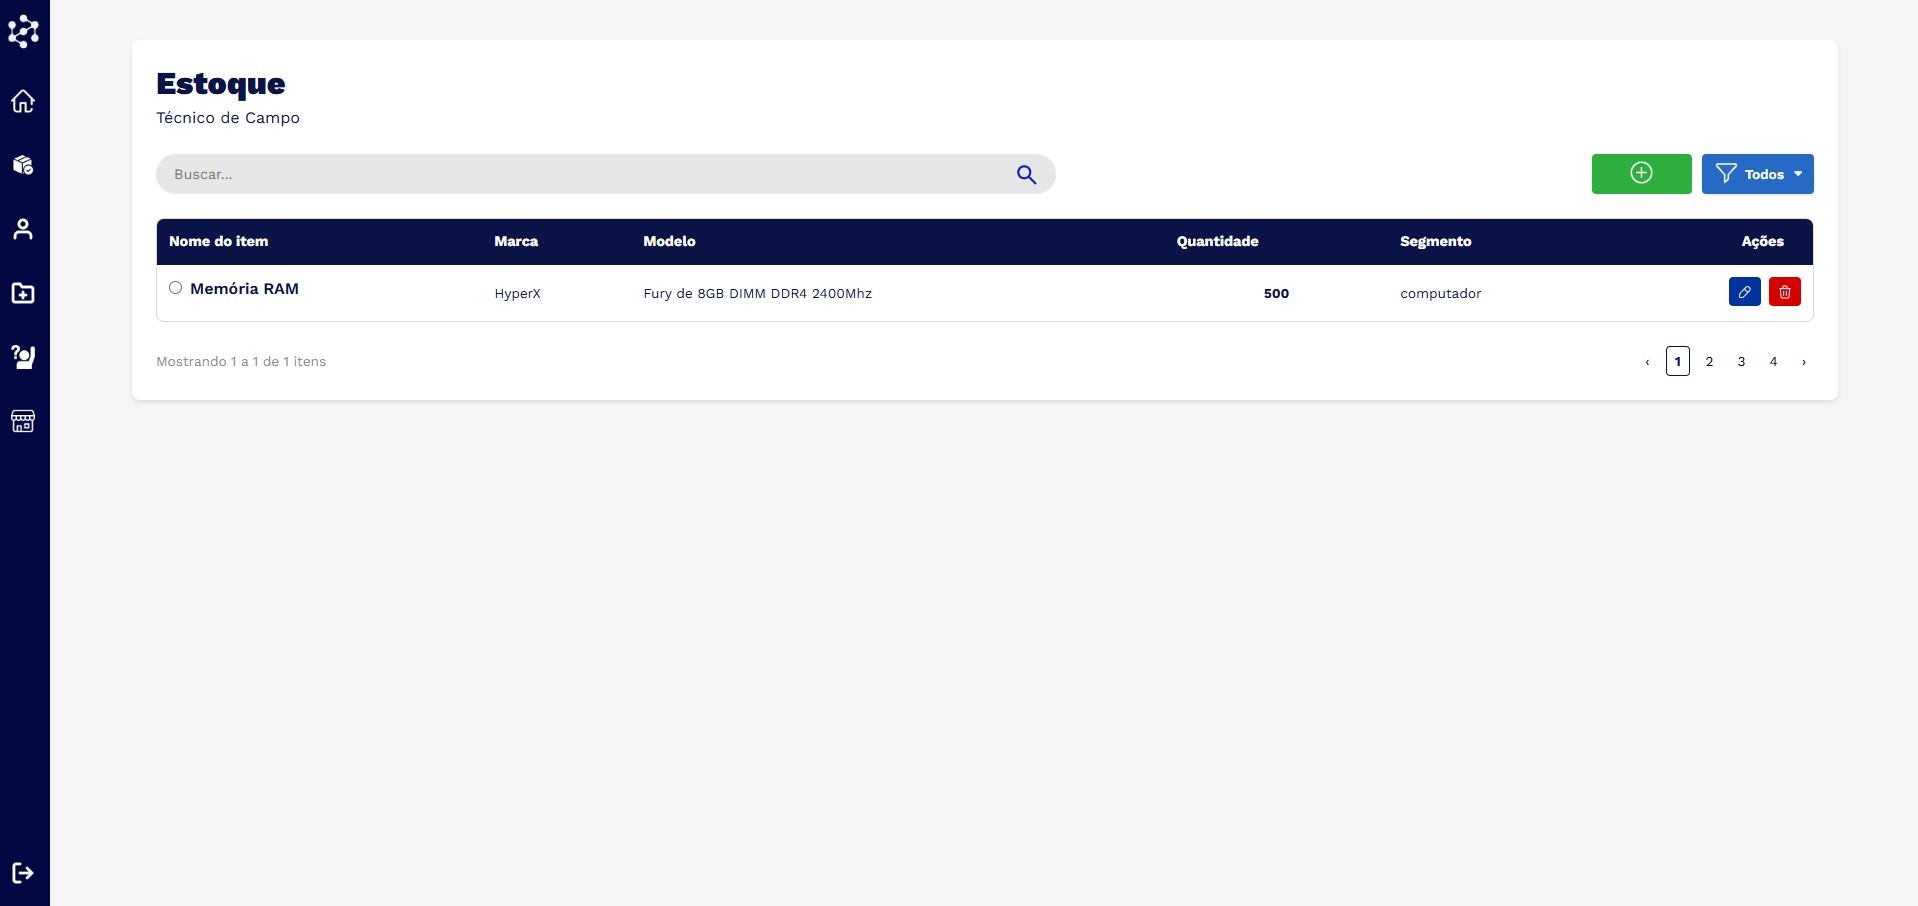 Estoque
Técnico de Campo
Buscar...
Todos
Nome do item Marca Modelo Quantidade Segmento Ações
Memória RAM HyperX Fury de 8GB DIMM DDR4 2400Mhz 500 computador
Mostrando 1 a 1 de 1 itens ‹ 1 2 3 4 ›